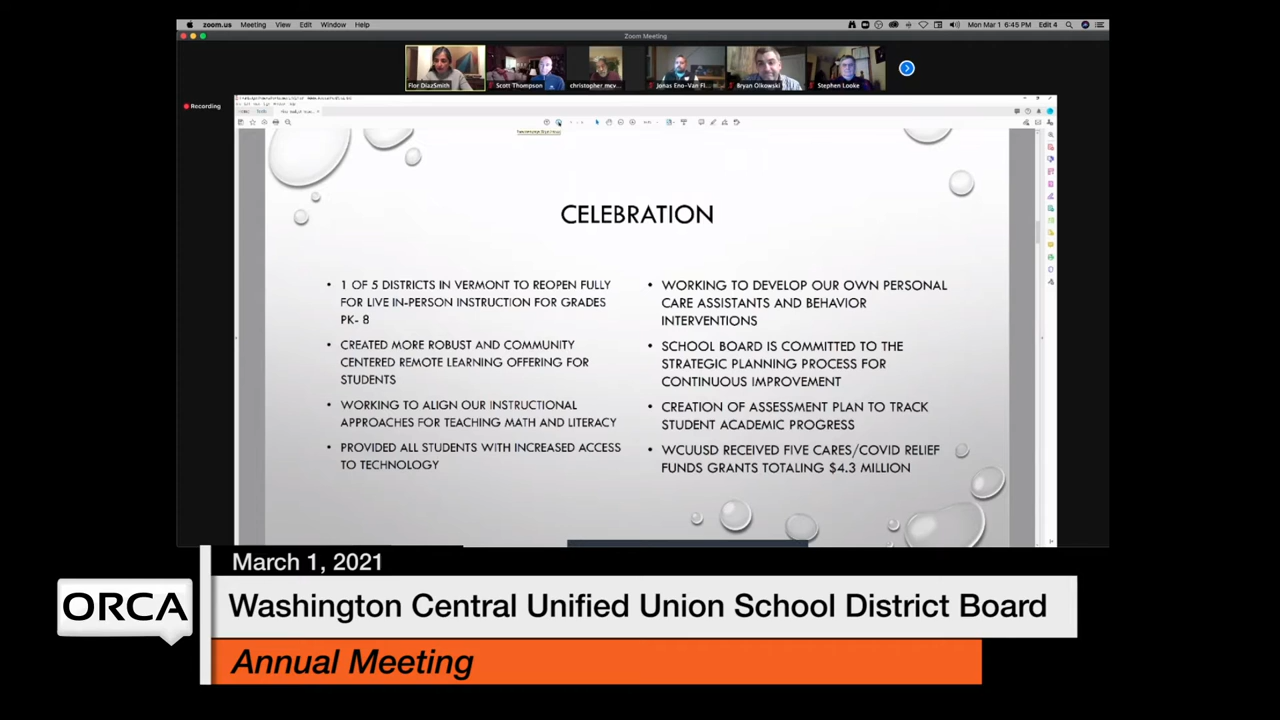 zoom.us Meeting View Edit Window Help
Mon Mar 1 6:45 PM Edit 4
Zoom Meeting
Flor DiazSmith
Scott Thompson
christopher mcv...
Jonas Eno-Van Fl...
Bryan Olkowski
Stephen Looke
Recording
CELEBRATION
• 1 OF 5 DISTRICTS IN VERMONT TO REOPEN FULLY
FOR LIVE IN-PERSON INSTRUCTION FOR GRADES
PK- 8
• CREATED MORE ROBUST AND COMMUNITY
CENTERED REMOTE LEARNING OFFERING FOR
STUDENTS
• WORKING TO ALIGN OUR INSTRUCTIONAL
APPROACHES FOR TEACHING MATH AND LITERACY
• PROVIDED ALL STUDENTS WITH INCREASED ACCESS
TO TECHNOLOGY
• WORKING TO DEVELOP OUR OWN PERSONAL
CARE ASSISTANTS AND BEHAVIOR
INTERVENTIONS
• SCHOOL BOARD IS COMMITTED TO THE
STRATEGIC PLANNING PROCESS FOR
CONTINUOUS IMPROVEMENT
• CREATION OF ASSESSMENT PLAN TO TRACK
STUDENT ACADEMIC PROGRESS
• WCUUSD RECEIVED FIVE CARES/COVID RELIEF
FUNDS GRANTS TOTALING $4.3 MILLION
March 1, 2021
ORCA
Washington Central Unified Union School District Board
Annual Meeting